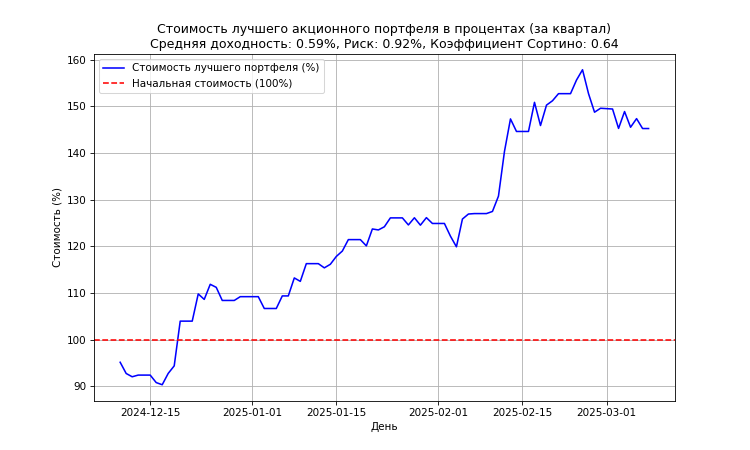 Стоимость лучшего акционного портфеля в процентах (за квартал)
Средняя доходность: 0.59%, Риск: 0.92%, Коэффициент Сортино: 0.64
Стоимость лучшего портфеля (%)
Начальная стоимость (100%)
Стоимость (%)
160
150
140
130
120
110
100
90
2024-12-15
2025-01-01
2025-01-15
2025-02-01
2025-02-15
2025-03-01
День